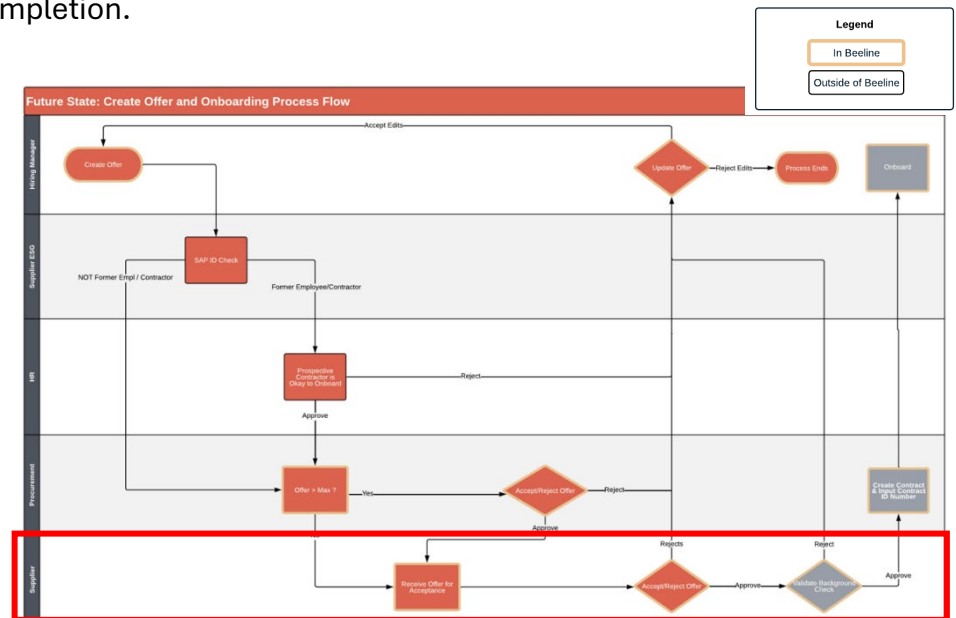 mpletion.
Legend
In Beeline
Outside of Beeline
Future State: Create Offer and Onboarding Process Flow
Hiring Manager
Accept Edits
Create Offer
Update Offer
Reject Edits
Process Ends
Onboard
Supplier ESG
SAP ID Check
NOT Former Empl / Contractor
Former Employee/Contractor
HR
Prospective
Contractor is
Okay to Onboard
Reject
Approve
Procurement
Offer > Max ?
Yes
Accept/Reject Offer
Reject
Create Contract
& Input Contract
ID Number
Approve
Supplier
Receive Offer for
Acceptance
Rejects
Accept/Reject Offer
Approve
Reject
Validate Background
Check
Approve